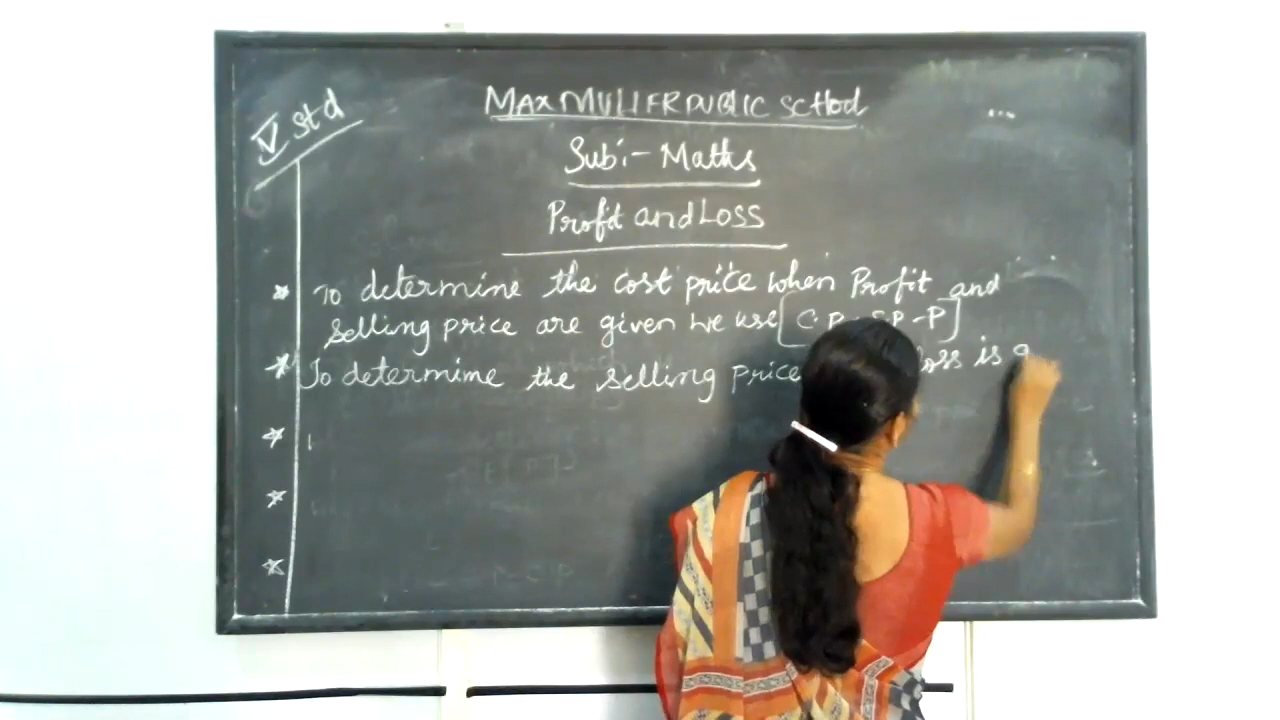 V Std
MAX MULLER PUBLIC SCHOOL
Sub:- Maths
Profit and Loss
To determine the cost price when Profit and
selling price are given we use [C.P = S.P - P]
To determine the selling price loss is